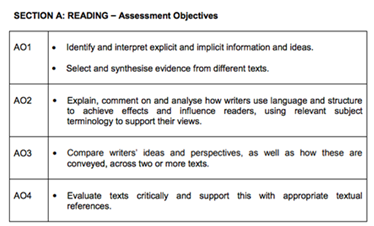 SECTION A: READING – Assessment Objectives
AO1
• Identify and interpret explicit and implicit information and ideas.
• Select and synthesise evidence from different texts.
AO2
• Explain, comment on and analyse how writers use language and structure
to achieve effects and influence readers, using relevant subject
terminology to support their views.
AO3
• Compare writers' ideas and perspectives, as well as how these are
conveyed, across two or more texts.
AO4
• Evaluate texts critically and support this with appropriate textual
references.